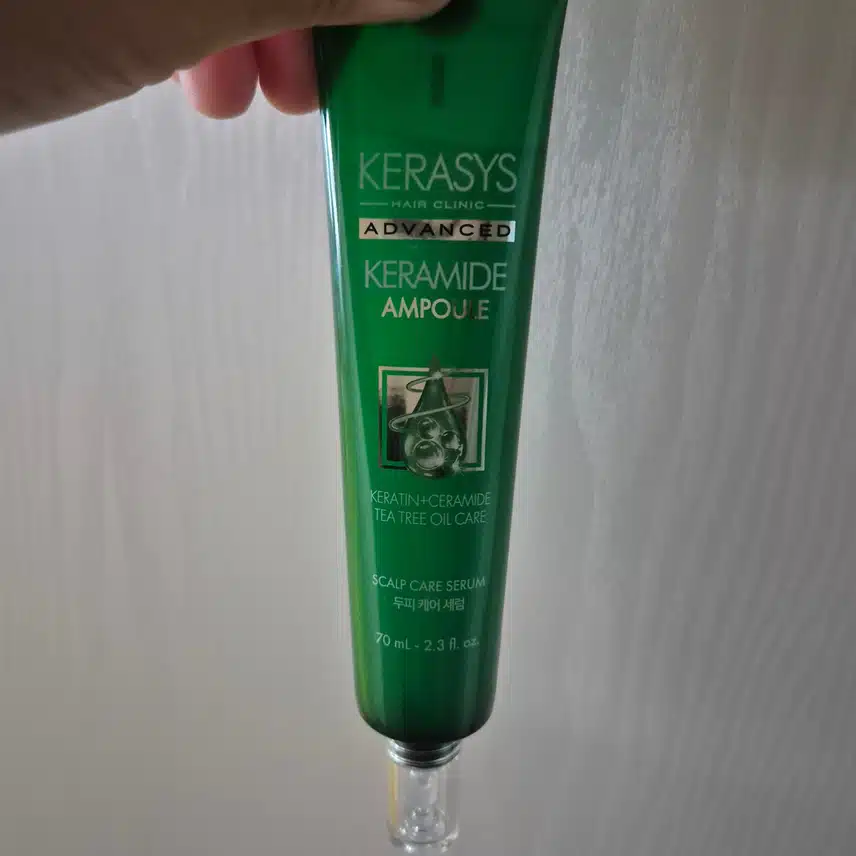 KERASYS
HAIR CLINIC
ADVANCED
KERAMIDE
AMPOULE
KERATIN+CERAMIDE
TEA TREE OIL CARE
SCALP CARE SERUM
두피 케어 세럼
70 mL - 2.3 fl. oz.